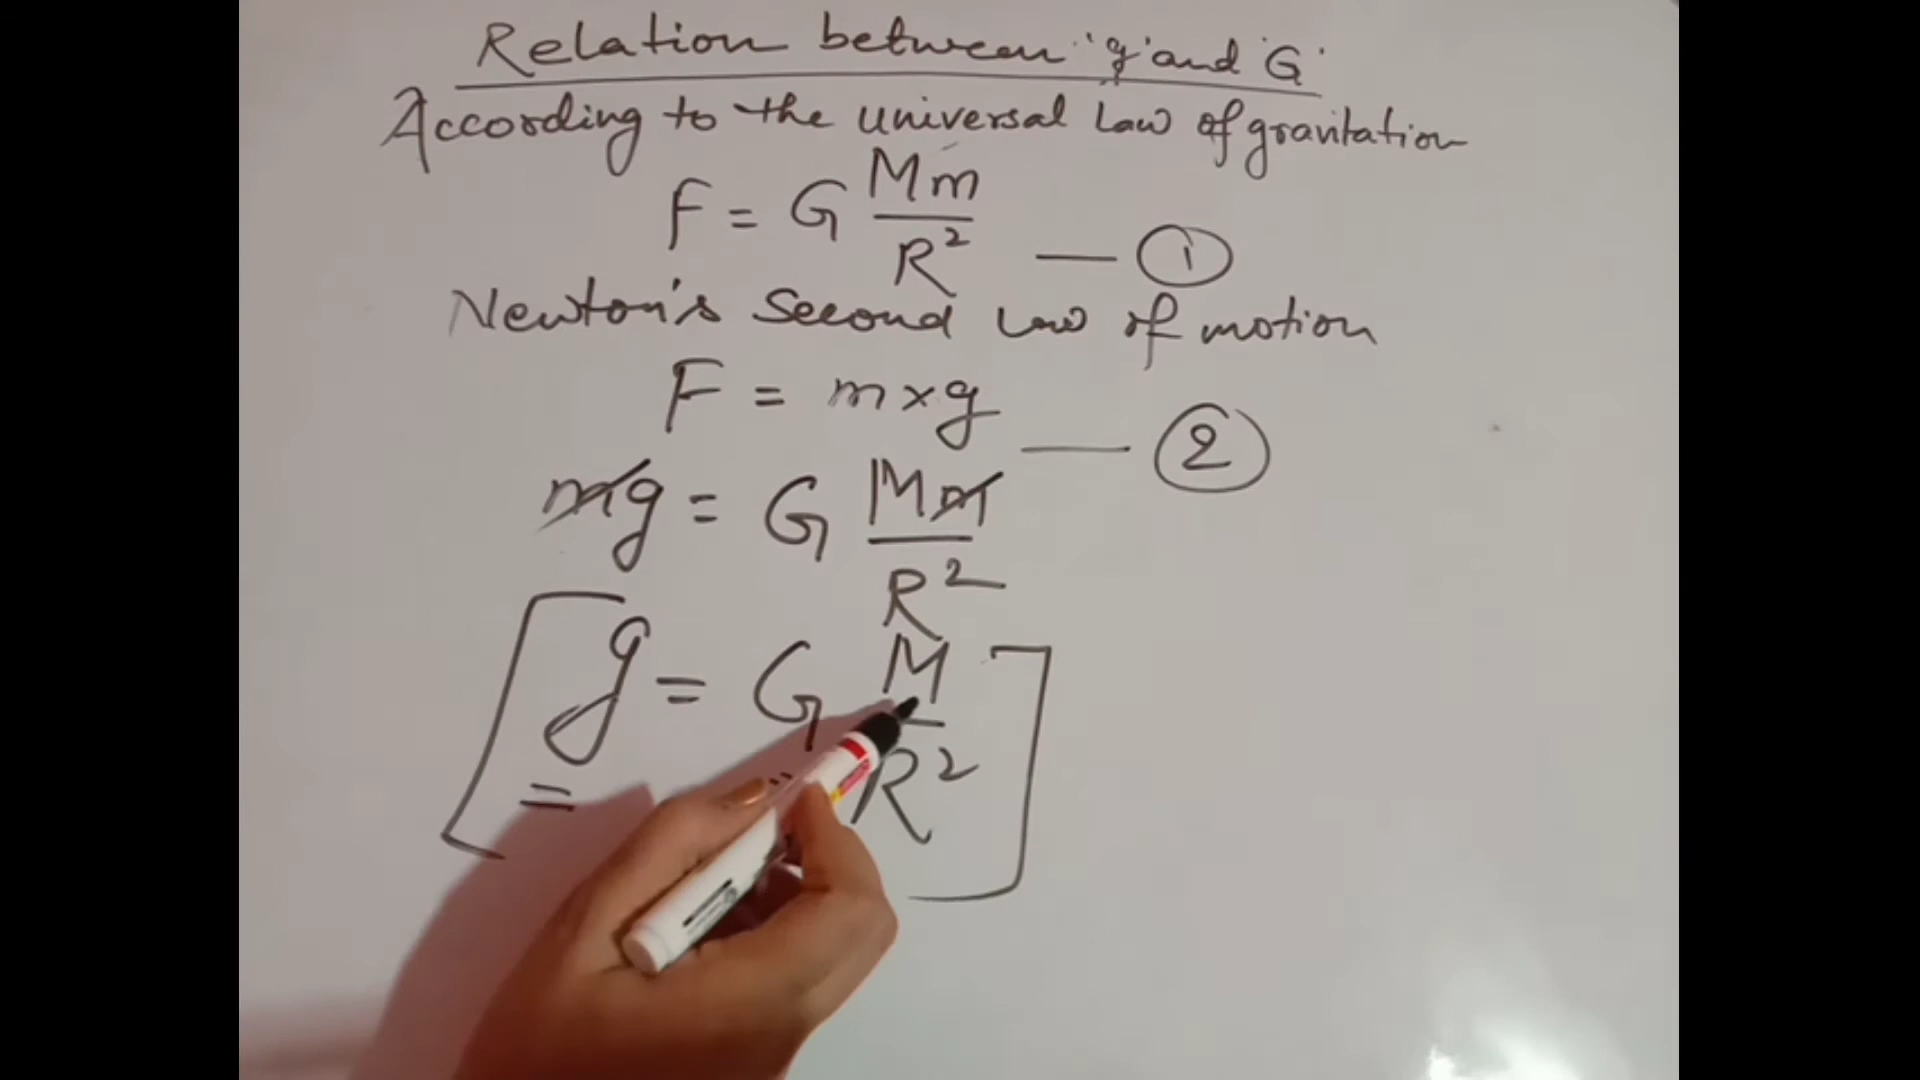 Relation between 'g' and 'G'
According to the universal Law of gravitation
F = G Mm/R² — ①
Newton's Second Law of motion
F = m×g — ②
mg = G Mm/R²
[g = G M/R²]
=